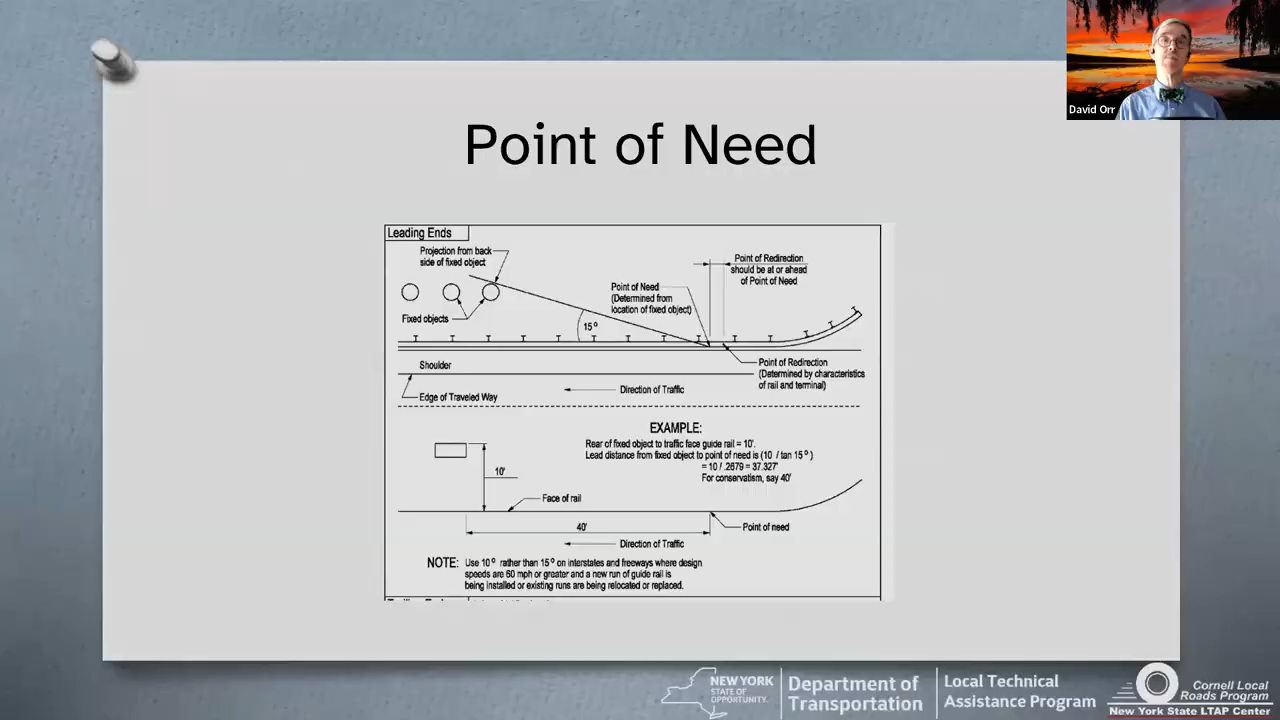 David Orr
Point of Need
Leading Ends
Projection from back
side of fixed object
Fixed objects
15°
Point of Need
(Determined from
location of fixed object)
Point of Redirection
should be at or ahead
of Point of Need
Point of Redirection
(Determined by characteristics
of rail and terminal)
Shoulder
Edge of Traveled Way
Direction of Traffic
EXAMPLE:
Rear of fixed object to traffic face guide rail = 10'.
Lead distance from fixed object to point of need is (10 / tan 15°)
= 10 / .2679 = 37.327'
For conservatism, say 40'
10'
Face of rail
40'
Point of need
Direction of Traffic
NOTE: Use 10° rather than 15° on interstates and freeways where design
speeds are 60 mph or greater and a new run of guide rail is
being installed or existing runs are being relocated or replaced.
NEW YORK
STATE OF
OPPORTUNITY.
Department of
Transportation
Local Technical
Assistance Program
Cornell Local
Roads Program
New York State LTAP Center